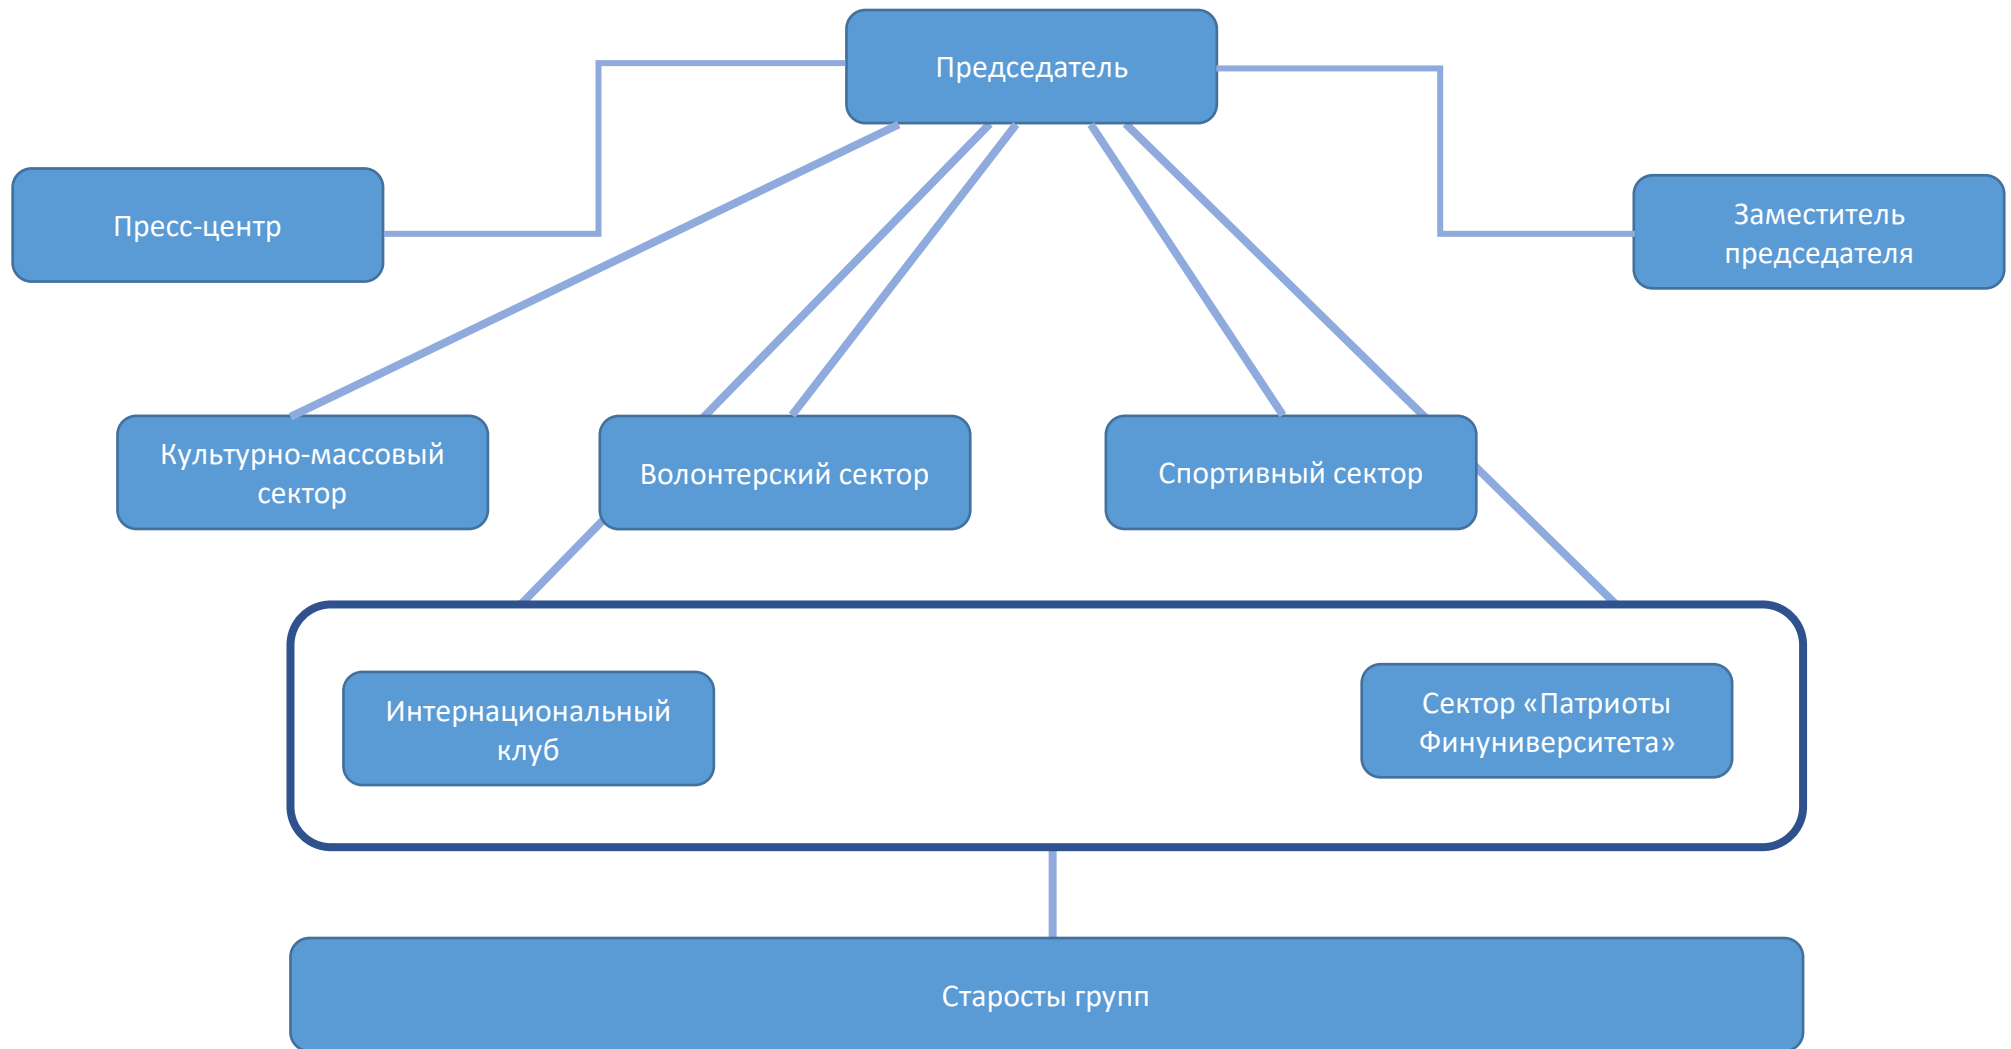 Председатель
Пресс-центр
Заместитель
председателя
Культурно-массовый
сектор
Волонтерский сектор
Спортивный сектор
Интернациональный
клуб
Сектор «Патриоты
Финуниверситета»
Старосты групп